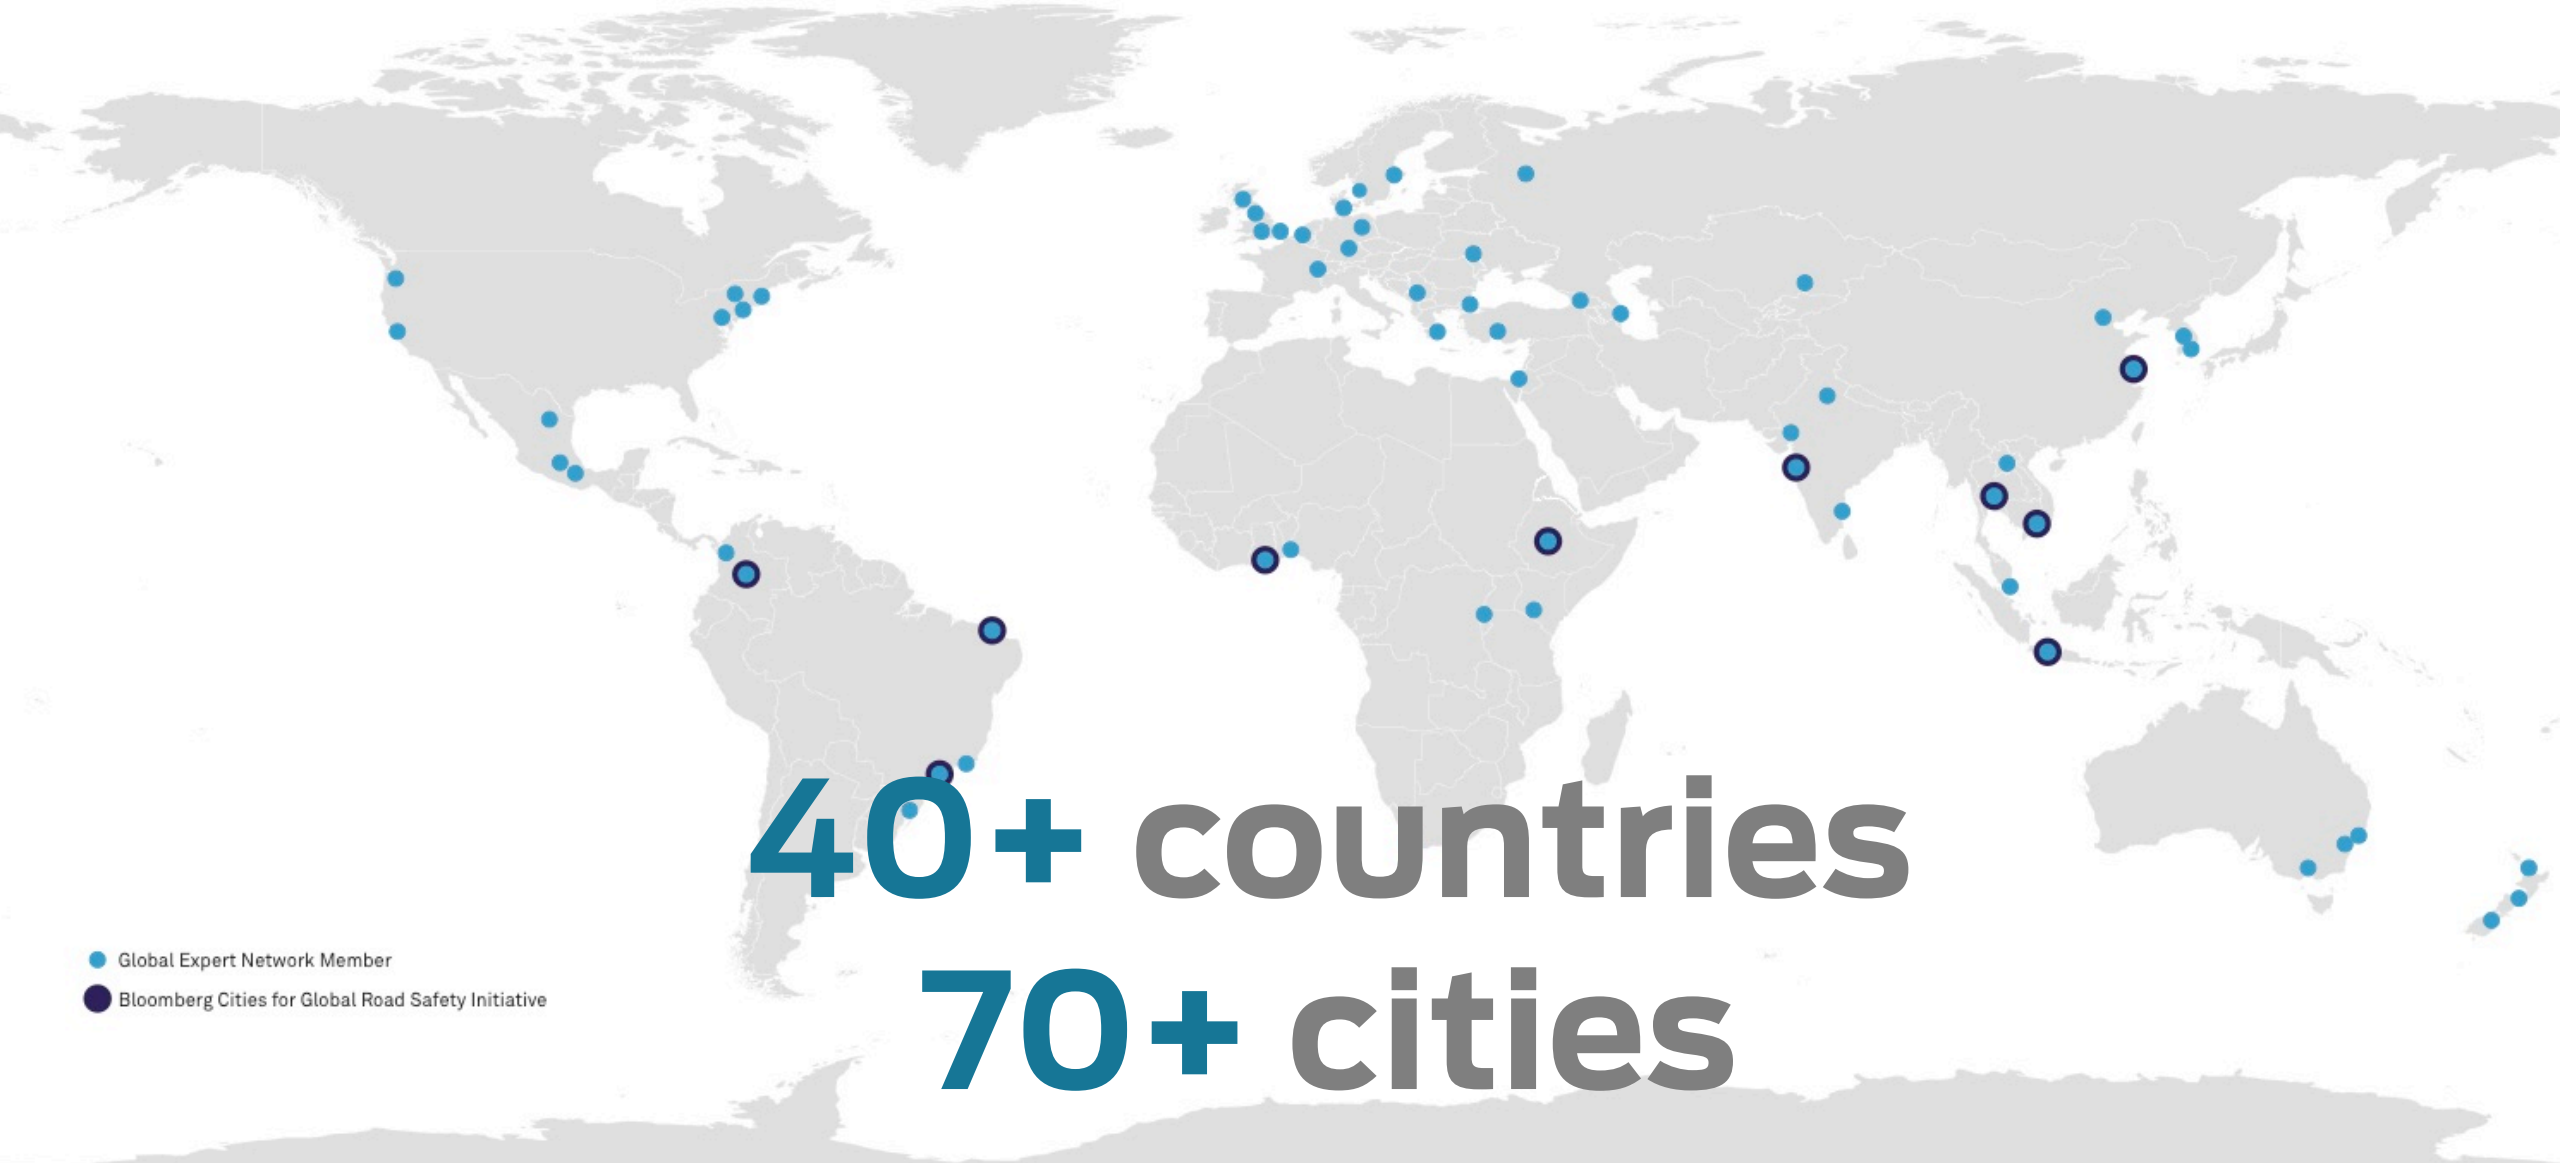 40+ countries
70+ cities
Global Expert Network Member
Bloomberg Cities for Global Road Safety Initiative